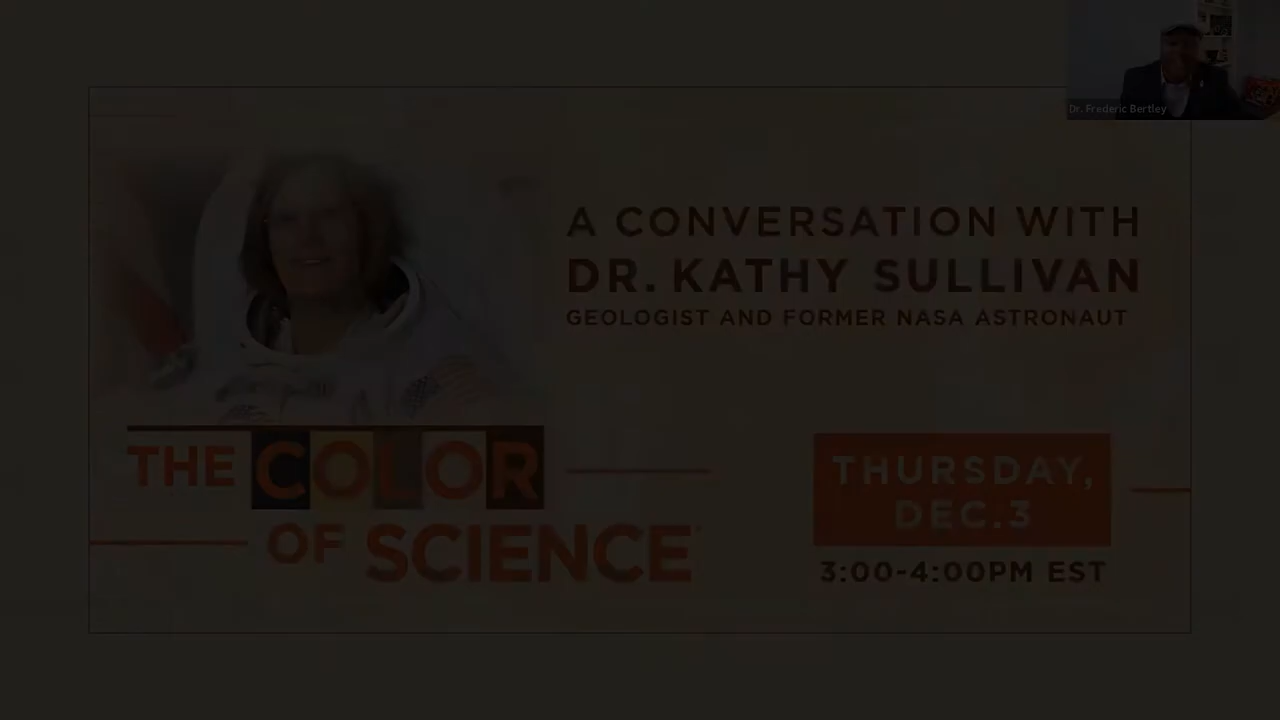 Dr. Frederic Bertley
A CONVERSATION WITH
DR. KATHY SULLIVAN
GEOLOGIST AND FORMER NASA ASTRONAUT
THE COLOR
OF SCIENCE
THURSDAY,
DEC.3
3:00-4:00PM EST